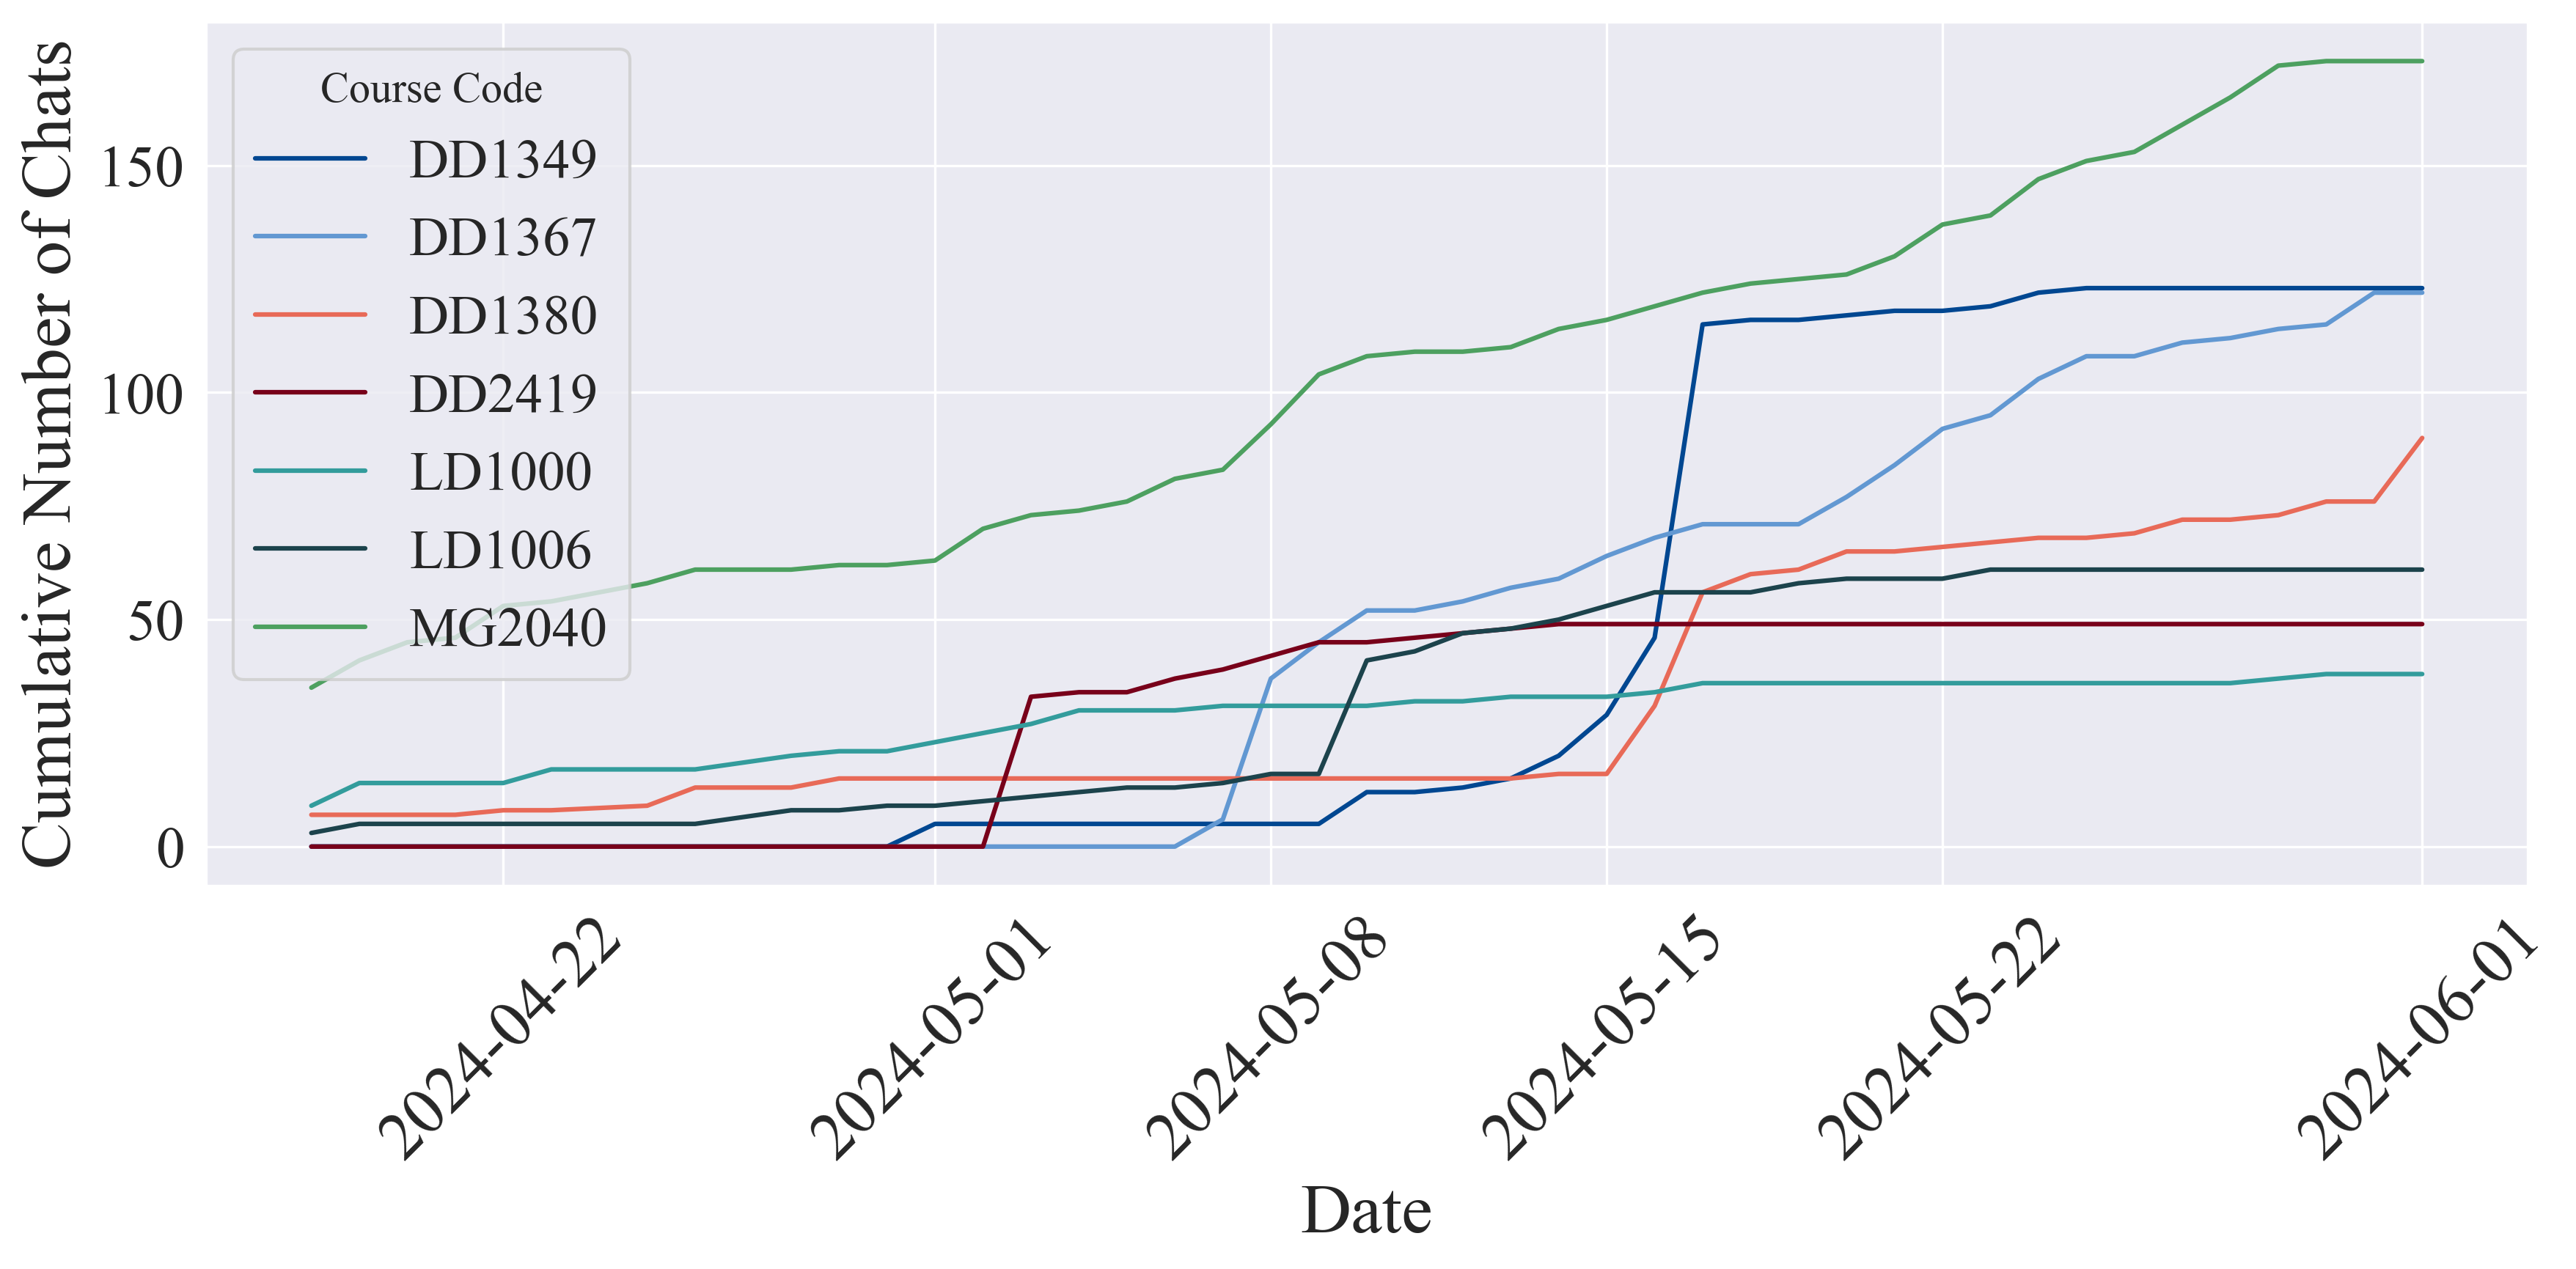 Cumulative Number of Chats
150
100
50
0
Course Code
DD1349
DD1367
DD1380
DD2419
LD1000
LD1006
MG2040
2024-04-22
2024-05-01
2024-05-08
2024-05-15
2024-05-22
2024-06-01
Date